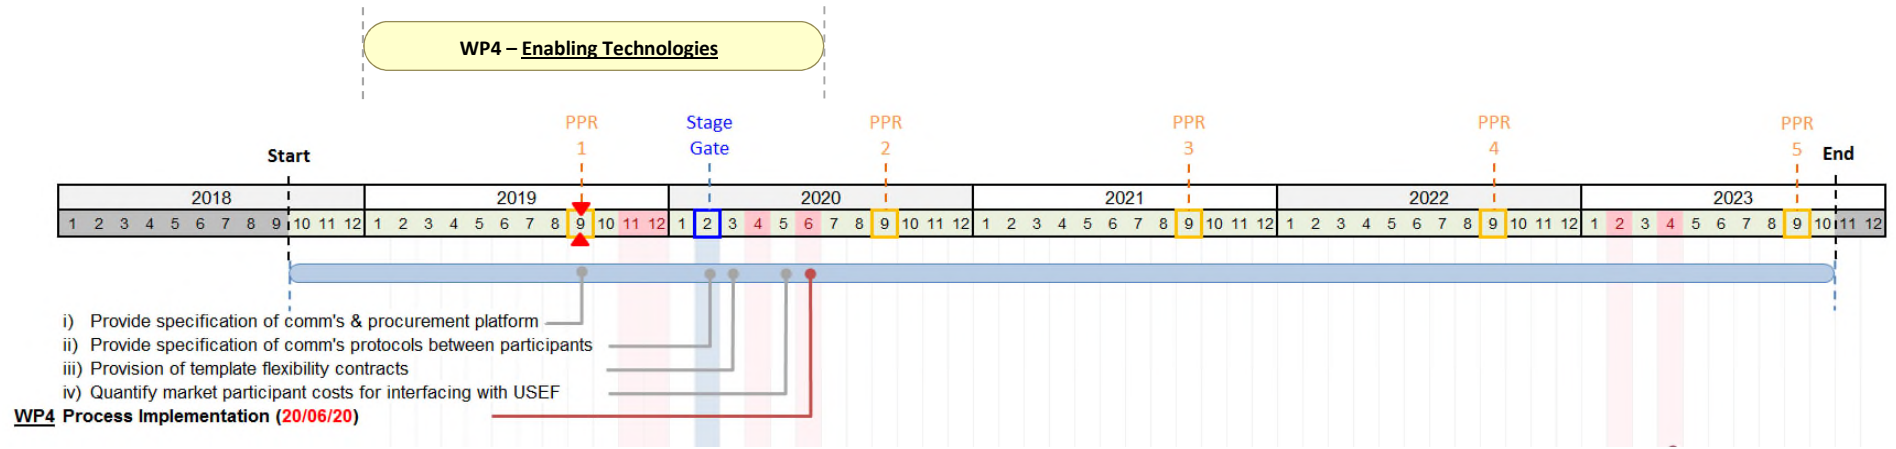 WP4 – Enabling Technologies
PPR Stage PPR PPR PPR PPR
1 Gate 2 3 4 5
Start End
2018 2019 2020 2021 2022 2023
1 2 3 4 5 6 7 8 9 10 11 12 1 2 3 4 5 6 7 8 9 10 11 12 1 2 3 4 5 6 7 8 9 10 11 12 1 2 3 4 5 6 7 8 9 10 11 12 1 2 3 4 5 6 7 8 9 10 11 12 1 2 3 4 5 6 7 8 9 10 11 12
i) Provide specification of comm's & procurement platform
ii) Provide specification of comm's protocols between participants
iii) Provision of template flexibility contracts
iv) Quantify market participant costs for interfacing with USEF
WP4 Process Implementation (20/06/20)